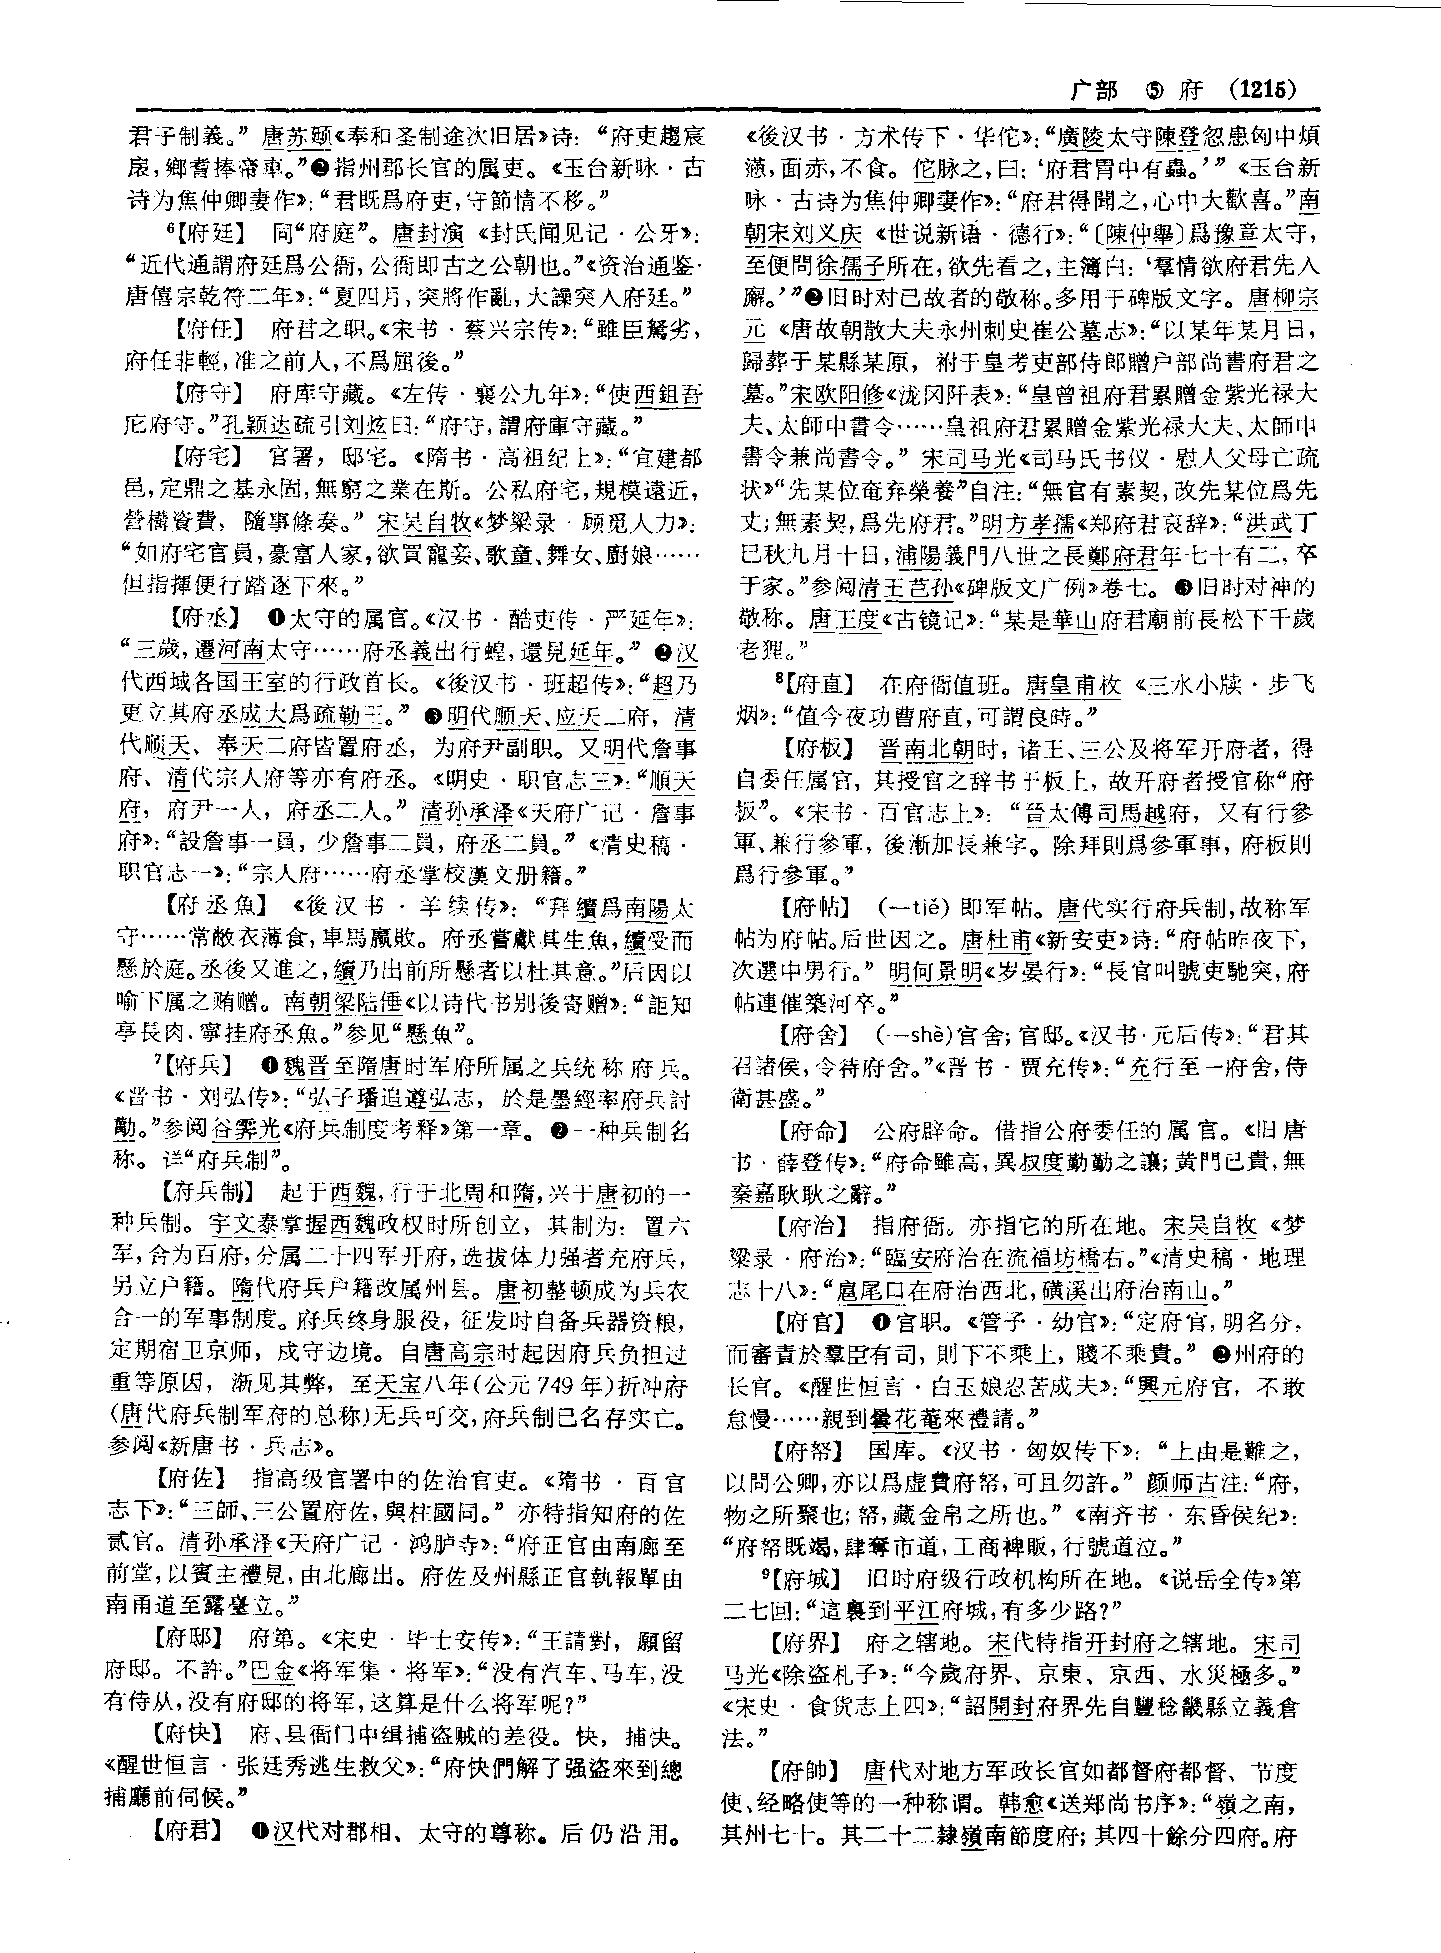 广部 ⑤ 府 (1215)
君子制義。”唐苏颋《奉和圣制途次旧居》诗：“府吏趨宸
扆，鄉耆捧帝車。”❷指州郡长官的属吏。《玉台新咏·古
诗为焦仲卿妻作》：“君既爲府吏，守節情不移。”
⁶【府廷】 同“府庭”。唐封演《封氏闻见记·公牙》：
“近代通謂府廷爲公衙，公衙即古之公朝也。”《资治通鉴·
唐僖宗乾符二年》：“夏四月，突將作亂，大譟突入府廷。”
【府任】 府君之职。《宋书·蔡兴宗传》：“雖臣駑劣，
府任非輕，准之前人，不爲屈後。”
【府守】 府库守藏。《左传·襄公九年》：“使西鉏吾
庀府守。”孔颖达疏引刘炫曰：“府守，謂府庫守藏。”
【府宅】 官署，邸宅。《隋书·高祖纪上》：“宜建都
邑，定鼎之基永固，無窮之業在斯。公私府宅，規模遠近，
營構資費，隨事條奏。”宋吴自牧《梦粱录·顾觅人力》：
“如府宅官員，豪富人家，欲買寵妾、歌童、舞女、厨娘……
但指揮便行踏逐下來。”
【府丞】 ❶太守的属官。《汉书·酷吏传·严延年》：
“三歲，遷河南太守……府丞義出行蝗，還見延年。”❷汉
代西域各国王室的行政首长。《後汉书·班超传》：“超乃
更立其府丞成大爲疏勒王。”❸明代顺天、应天二府，清
代顺天、奉天二府皆置府丞，为府尹副职。又明代詹事
府、清代宗人府等亦有府丞。《明史·职官志三》：“順天
府，府尹一人，府丞二人。”清孙承泽《天府广记·詹事
府》：“設詹事一員，少詹事二員，府丞二員。”《清史稿·
职官志一》：“宗人府……府丞掌校漢文册籍。”
【府丞魚】 《後汉书·羊续传》：“拜續爲南陽太
守……常敝衣薄食，車馬羸敗。府丞嘗獻其生魚，續受而
懸於庭。丞後又進之，續乃出前所懸者以杜其意。”后因以
喻下属之贿赠。南朝梁陆倕《以诗代书别後寄赠》：“詎知
亭長肉，寧挂府丞魚。”参见“懸魚”。
⁷【府兵】 ❶魏晋至隋唐时军府所属之兵统称府兵。
《晋书·刘弘传》：“弘子璠追遵弘志，於是墨絰率府兵討
勱。”参阅谷霁光《府兵制度考释》第一章。❷一种兵制名
称。详“府兵制”。
【府兵制】 起于西魏，行于北周和隋，兴于唐初的一
种兵制。宇文泰掌握西魏政权时所创立，其制为：置六
军，合为百府，分属二十四军开府，选拔体力强者充府兵，
另立户籍。隋代府兵户籍改属州县。唐初整顿成为兵农
合一的军事制度。府兵终身服役，征发时自备兵器资粮，
定期宿卫京师，戍守边境。自唐高宗时起因府兵负担过
重等原因，渐见其弊，至天宝八年(公元749年)折冲府
(唐代府兵制军府的总称)无兵可交，府兵制已名存实亡。
参阅《新唐书·兵志》。
【府佐】 指高级官署中的佐治官吏。《隋书·百官
志下》：“三師、三公置府佐，與柱國同。”亦特指知府的佐
贰官。清孙承泽《天府广记·鸿胪寺》：“府正官由南廊至
前堂，以賓主禮見，由北廊出。府佐及州縣正官執報單由
南甬道至露臺立。”
【府邸】 府第。《宋史·毕士安传》：“王請對，願留
府邸。不許。”巴金《将军集·将军》：“没有汽车、马车，没
有侍从，没有府邸的将军，这算是什么将军呢？”
【府快】 府、县衙门中缉捕盗贼的差役。快，捕快。
《醒世恒言·张廷秀逃生救父》：“府快們解了强盜來到總
捕廳前伺候。”
【府君】 ❶汉代对郡相、太守的尊称。后仍沿用。
《後汉书·方术传下·华佗》：“廣陵太守陳登忽患匈中煩
懣，面赤，不食。佗脉之，曰：‘府君胃中有蟲。’”《玉台新
咏·古诗为焦仲卿妻作》：“府君得聞之，心中大歡喜。”南
朝宋刘义庆《世说新语·德行》：“〔陳仲舉〕爲豫章太守，
至便問徐孺子所在，欲先看之，主簿白：‘羣情欲府君先入
廨。’”❷旧时对已故者的敬称。多用于碑版文字。唐柳宗
元《唐故朝散大夫永州刺史崔公墓志》：“以某年某月日，
歸葬于某縣某原，祔于皇考吏部侍郎贈户部尚書府君之
墓。”宋欧阳修《泷冈阡表》：“皇曾祖府君累贈金紫光禄大
夫、太師中書令……皇祖府君累贈金紫光禄大夫、太師中
書令兼尚書令。”宋司马光《司马氏书仪·慰人父母亡疏
状》“先某位奄弃榮養”自注：“無官有素契，改先某位爲先
丈；無素契，爲先府君。”明方孝孺《郑府君哀辞》：“洪武丁
巳秋九月十日，浦陽義門八世之長鄭府君年七十有二，卒
于家。”参阅清王芑孙《碑版文广例》卷七。❸旧时对神的
敬称。唐王度《古镜记》：“某是華山府君廟前長松下千歲
老狸。”
⁸【府直】 在府衙值班。唐皇甫枚《三水小牍·步飞
烟》：“值今夜功曹府直，可謂良時。”
【府板】 晋南北朝时，诸王、三公及将军开府者，得
自委任属官，其授官之辞书于板上，故开府者授官称“府
板”。《宋书·百官志上》：“晉太傅司馬越府，又有行參
軍、兼行參軍，後漸加長兼字。除拜則爲參軍事，府板則
爲行參軍。”
【府帖】 (—tiě) 即军帖。唐代实行府兵制，故称军
帖为府帖。后世因之。唐杜甫《新安吏》诗：“府帖昨夜下，
次選中男行。”明何景明《岁晏行》：“長官叫號吏馳突，府
帖連催築河卒。”
【府舍】 (—shè)官舍；官邸。《汉书·元后传》：“君其
召諸侯，令待府舍。”《晋书·贾充传》：“充行至一府舍，侍
衛甚盛。”
【府命】 公府辟命。借指公府委任的属官。《旧唐
书·薛登传》：“府命雖高，異叔度勤勤之讓；黄門已貴，無
秦嘉耿耿之辭。”
【府治】 指府衙。亦指它的所在地。宋吴自牧《梦
粱录·府治》：“臨安府治在流福坊橋右。”《清史稿·地理
志十八》：“扈尾口在府治西北，磺溪出府治南山。”
【府官】 ❶官职。《管子·幼官》：“定府官，明名分，
而審責於羣臣有司，則下不乘上，賤不乘貴。”❷州府的
长官。《醒世恒言·白玉娘忍苦成夫》：“興元府官，不敢
怠慢……親到曇花菴來禮請。”
【府帑】 国库。《汉书·匈奴传下》：“上由是難之，
以問公卿，亦以爲虚費府帑，可且勿許。”颜师古注：“府，
物之所聚也；帑，藏金帛之所也。”《南齐书·东昏侯纪》：
“府帑既竭，肆奪市道，工商裨販，行號道泣。”
⁹【府城】 旧时府级行政机构所在地。《说岳全传》第
二七回：“這裏到平江府城，有多少路？”
【府界】 府之辖地。宋代特指开封府之辖地。宋司
马光《除盗札子》：“今歲府界、京東、京西、水災極多。”
《宋史·食货志上四》：“詔開封府界先自豐稔畿縣立義倉
法。”
【府帥】 唐代对地方军政长官如都督府都督、节度
使、经略使等的一种称谓。韩愈《送郑尚书序》：“嶺之南，
其州七十。其二十二隸嶺南節度府；其四十餘分四府。府